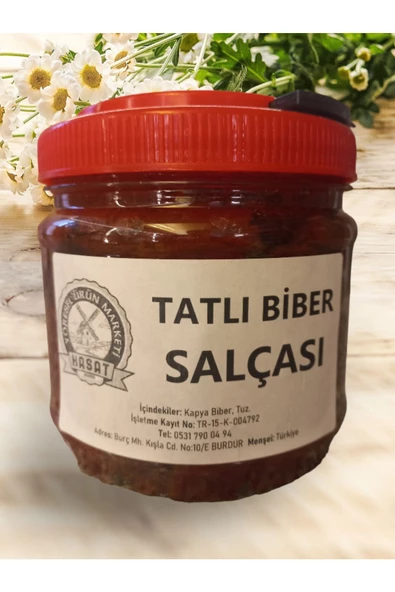 YÖRESEL ÜRÜN MARKETİ
HASAT
TATLI BİBER
SALÇASI
İçindekiler: Kapya Biber, Tuz.
İşletme Kayıt No: TR-15-K-004792
Tel: 0531 790 04 94
Adres: Burç Mh. Kışla Cd. No:10/E BURDUR Menşei: Türkiye